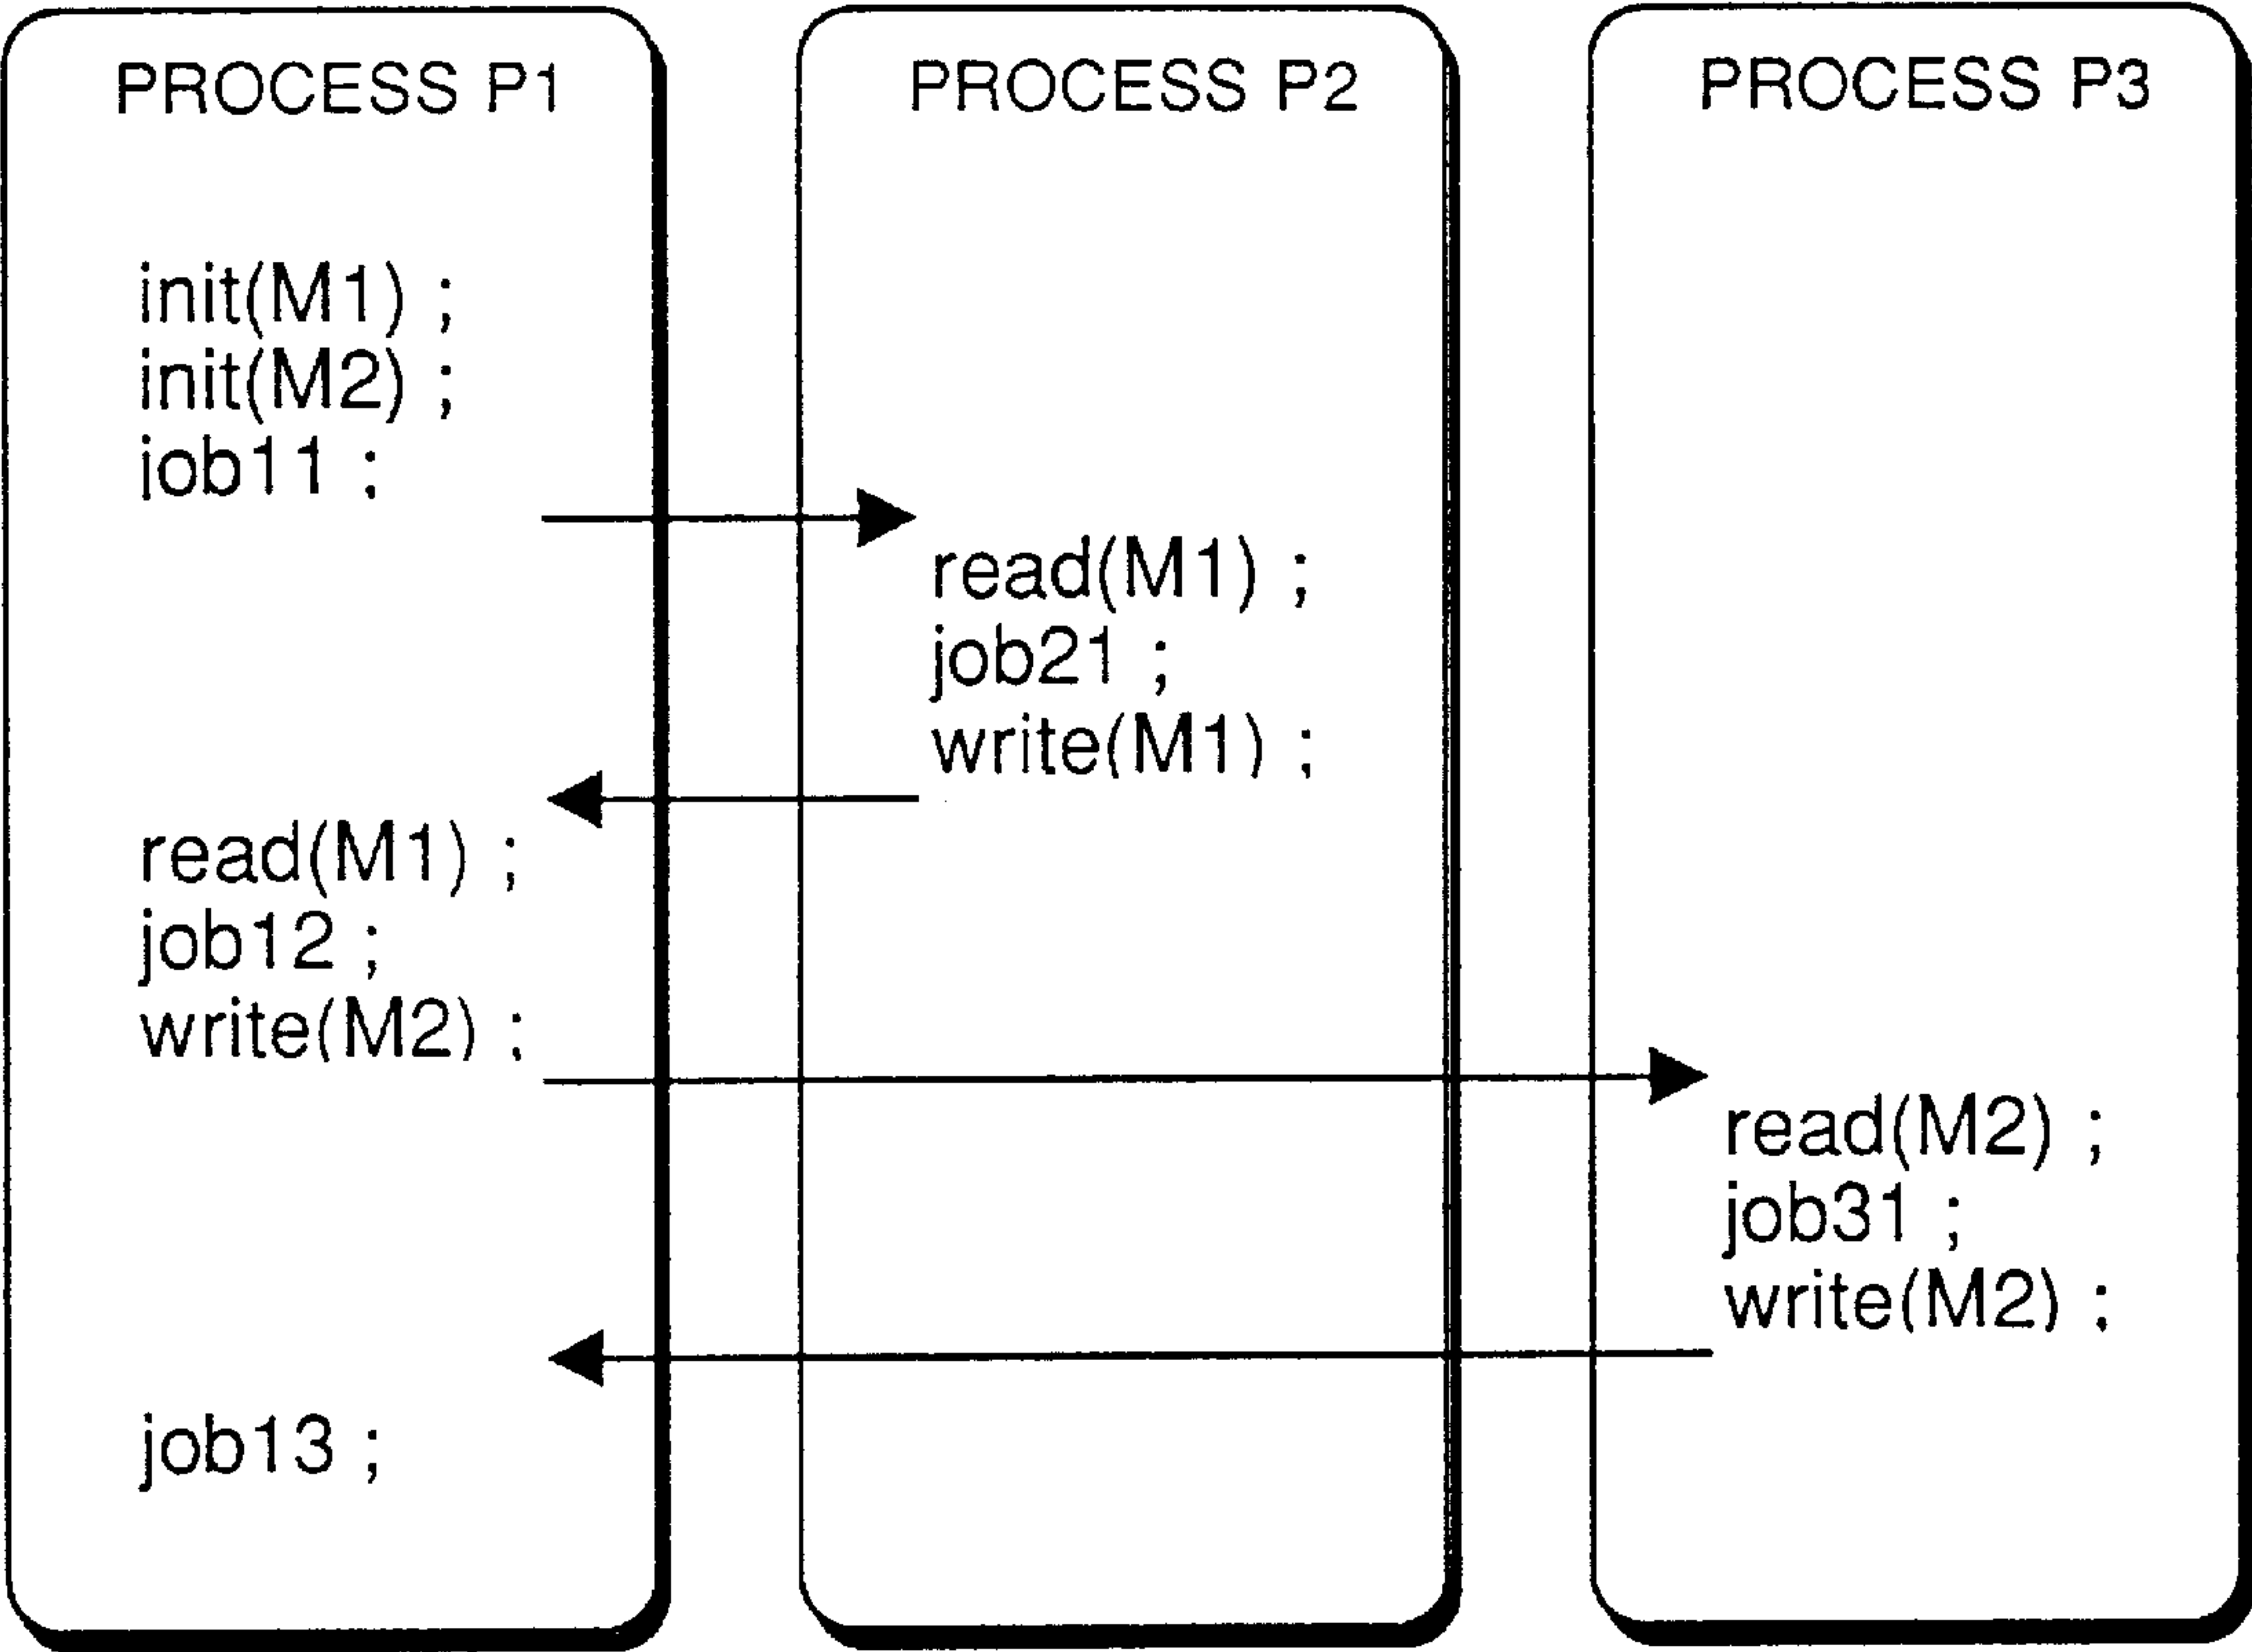 PROCESS P1
init(M1) ;
init(M2) ;
job11 ;
read(M1) ;
job12 ;
write(M2) ;
job13 ;
PROCESS P2
read(M1) ;
job21 ;
write(M1) ;
PROCESS P3
read(M2) ;
job31 ;
write(M2) ;